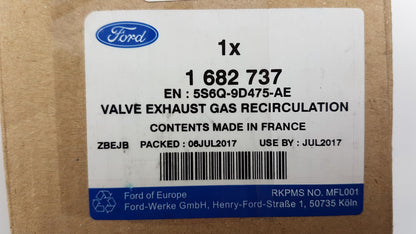 Ford
1x
1 682 737
EN : 5S6Q-9D475-AE
VALVE EXHAUST GAS RECIRCULATION
CONTENTS MADE IN FRANCE
ZBEJB PACKED : 06JUL2017 USE BY : JUL2017
Ford of Europe RKPMS NO. MFL001
Ford-Werke GmbH, Henry-Ford-Straße 1, 50735 Köln